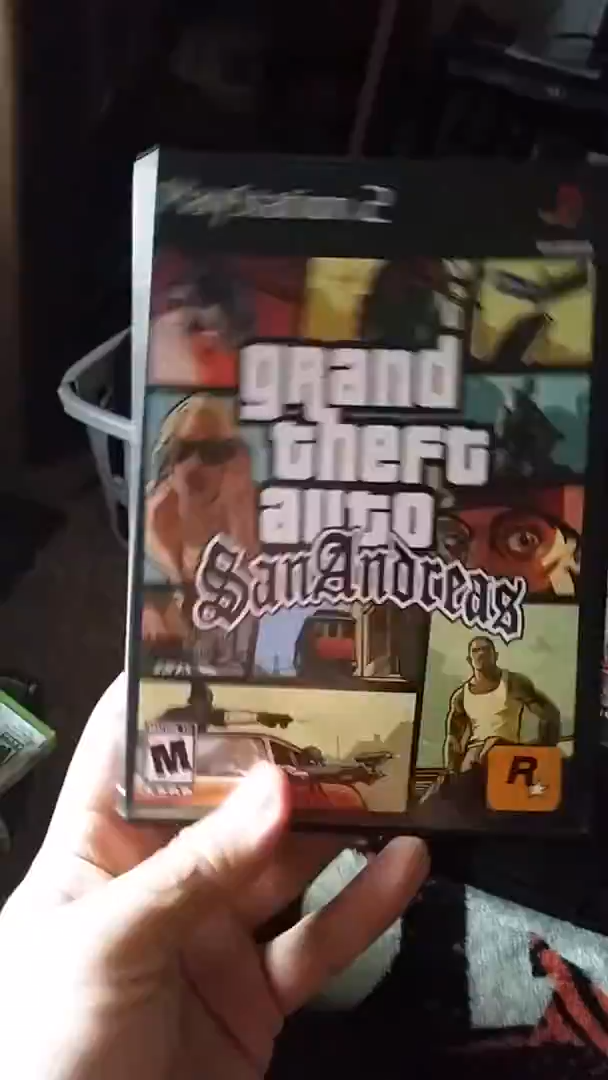 PlayStation 2
grand
theft
auto
San Andreas
M
R